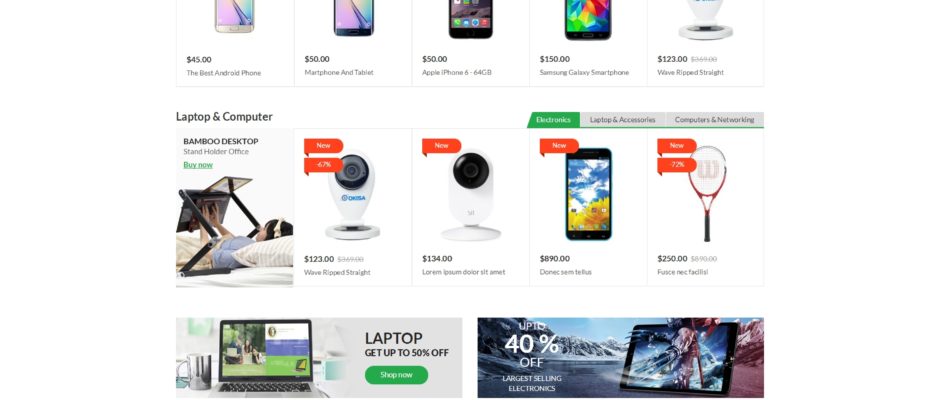 $45.00
The Best Android Phone
$50.00
Martphone And Tablet
$50.00
Apple iPhone 6 - 64GB
$150.00
Samsung Galaxy Smartphone
$123.00 $369.00
Wave Ripped Straight
Laptop & Computer
Electronics
Laptop & Accessories
Computers & Networking
BAMBOO DESKTOP
Stand Holder Office
Buy now
New
-67%
OKISA
$123.00 $369.00
Wave Ripped Straight
New
YI
$134.00
Lorem ipsum dolor sit amet
New
$890.00
Donec sem tellus
New
-72%
W
$250.00 $890.00
Fusce nec facilisi
LAPTOP
GET UP TO 50% OFF
Shop now
UPTO
40 %
OFF
LARGEST SELLING
ELECTRONICS